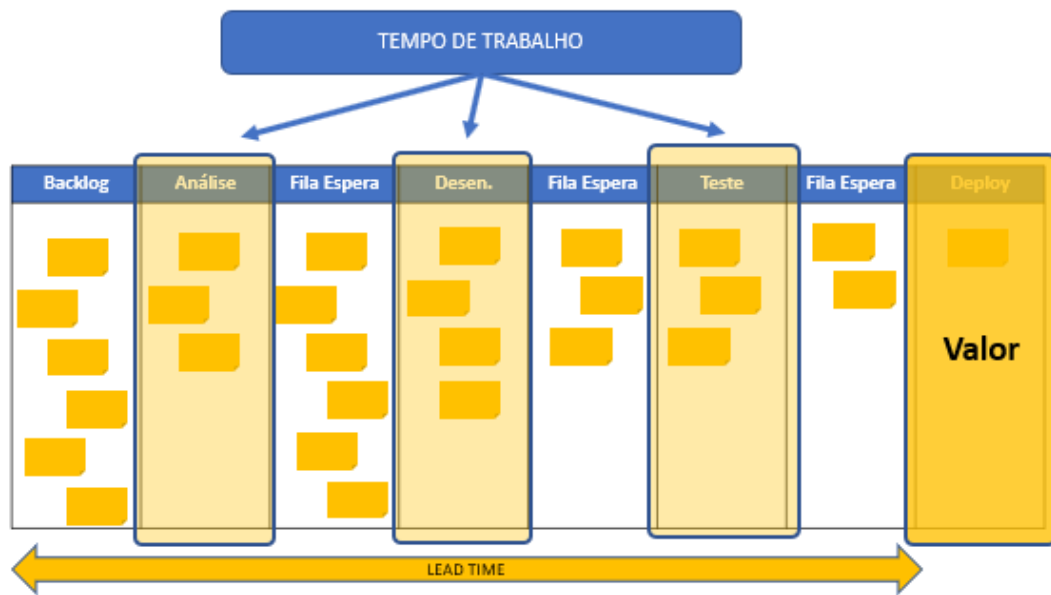 TEMPO DE TRABALHO
Backlog Análise Fila Espera Desen. Fila Espera Teste Fila Espera Deploy
Valor
LEAD TIME